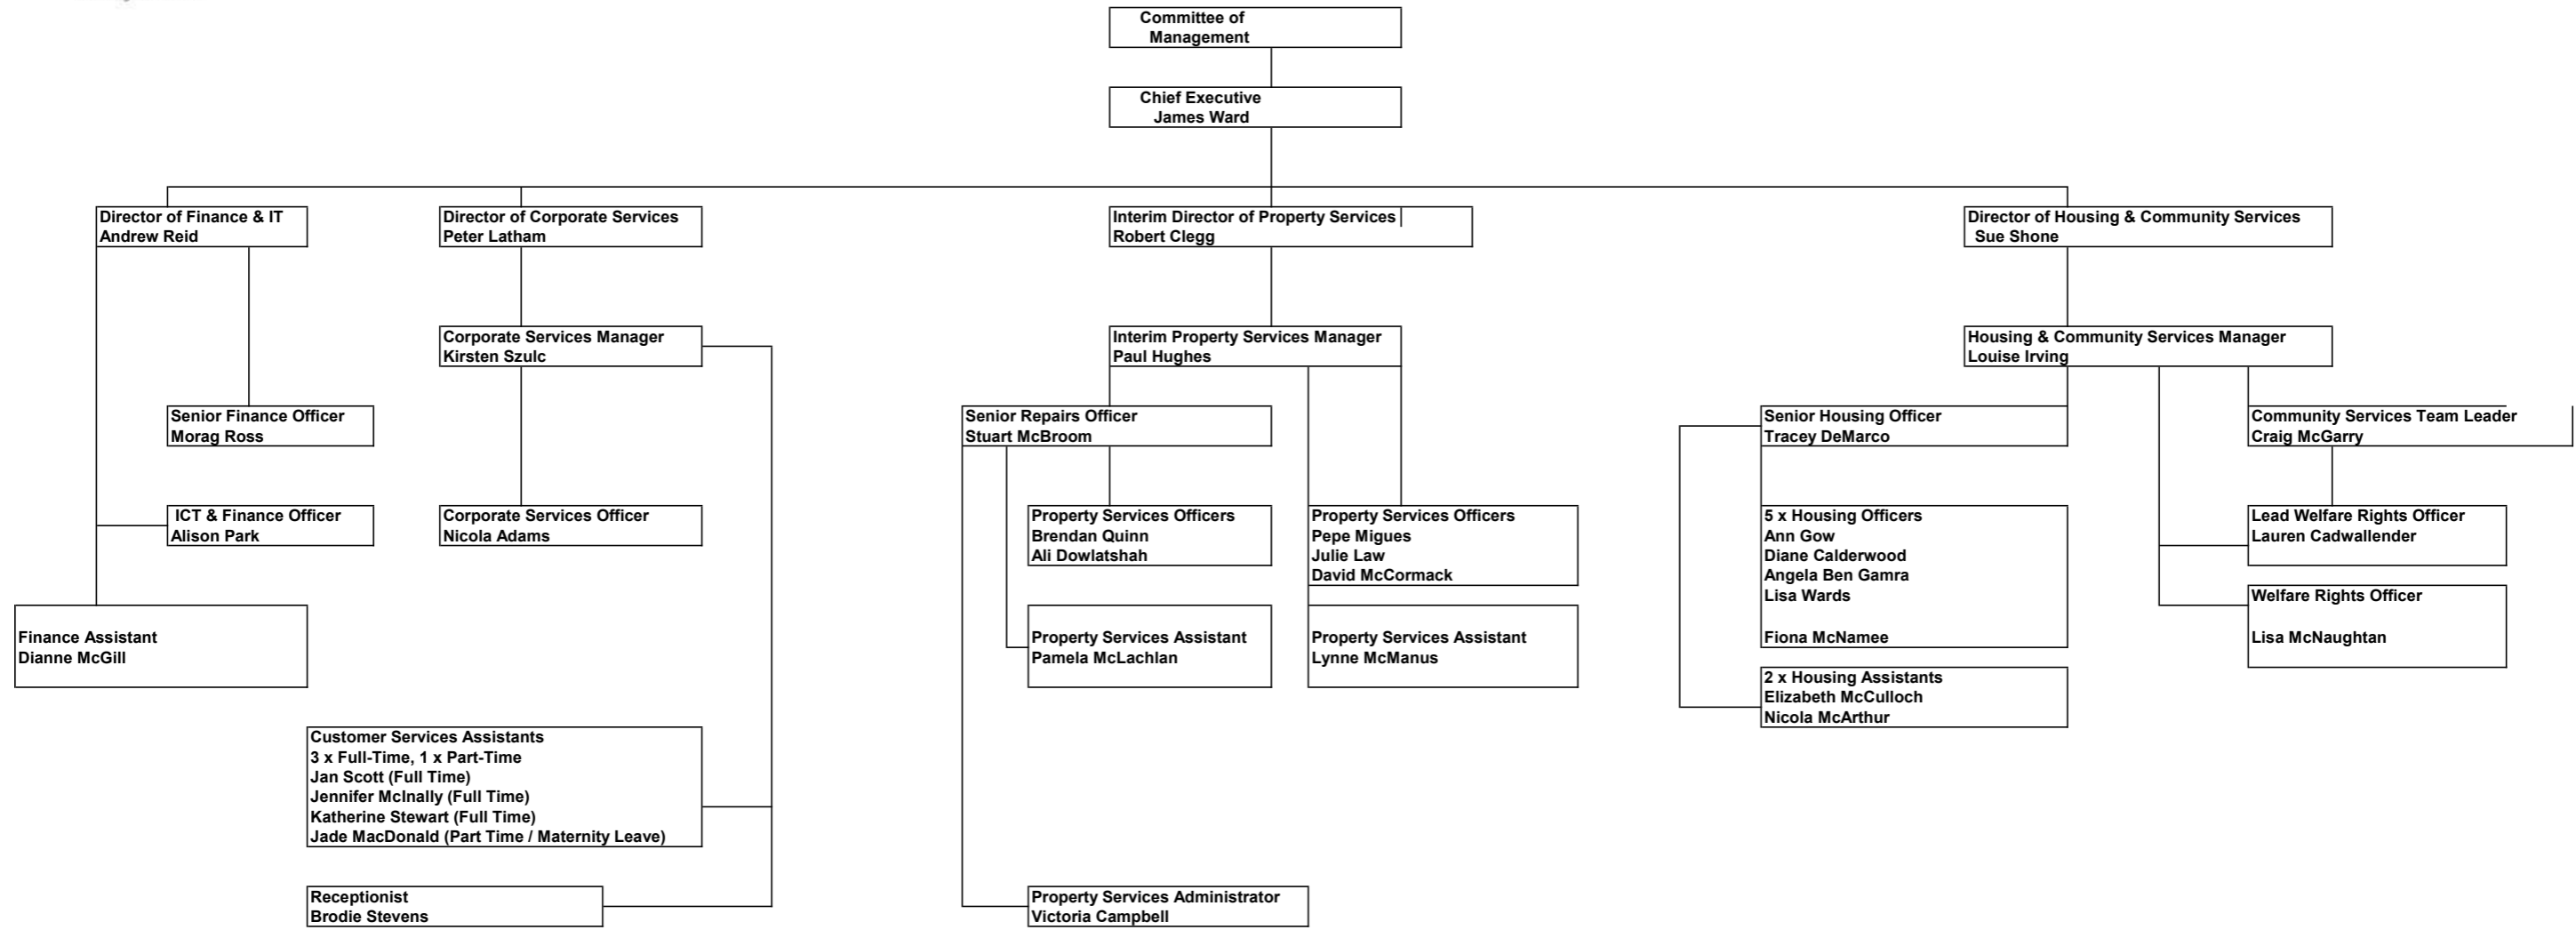 Committee of
Management
Chief Executive
James Ward
Director of Finance & IT
Andrew Reid
Director of Corporate Services
Peter Latham
Interim Director of Property Services
Robert Clegg
Director of Housing & Community Services
Sue Shone
Corporate Services Manager
Kirsten Szulc
Interim Property Services Manager
Paul Hughes
Housing & Community Services Manager
Louise Irving
Senior Finance Officer
Morag Ross
Senior Repairs Officer
Stuart McBroom
Senior Housing Officer
Tracey DeMarco
Community Services Team Leader
Craig McGarry
ICT & Finance Officer
Alison Park
Corporate Services Officer
Nicola Adams
Property Services Officers
Brendan Quinn
Ali Dowlatshah
Property Services Officers
Pepe Migues
Julie Law
David McCormack
5 x Housing Officers
Ann Gow
Diane Calderwood
Angela Ben Gamra
Lisa Wards
Fiona McNamee
Lead Welfare Rights Officer
Lauren Cadwallender
Welfare Rights Officer
Lisa McNaughtan
Finance Assistant
Dianne McGill
Property Services Assistant
Pamela McLachlan
Property Services Assistant
Lynne McManus
2 x Housing Assistants
Elizabeth McCulloch
Nicola McArthur
Customer Services Assistants
3 x Full-Time, 1 x Part-Time
Jan Scott (Full Time)
Jennifer McInally (Full Time)
Katherine Stewart (Full Time)
Jade MacDonald (Part Time / Maternity Leave)
Receptionist
Brodie Stevens
Property Services Administrator
Victoria Campbell